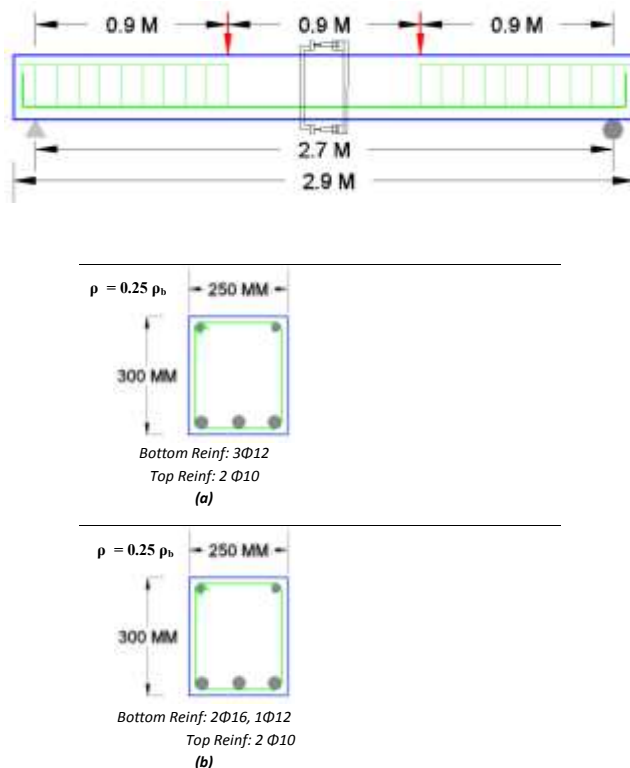 0.9 M 0.9 M 0.9 M
2.7 M
2.9 M
ρ = 0.25 ρb 250 MM
300 MM
Bottom Reinf: 3Φ12
Top Reinf: 2 Φ10
(a)
ρ = 0.25 ρb 250 MM
300 MM
Bottom Reinf: 2Φ16, 1Φ12
Top Reinf: 2 Φ10
(b)